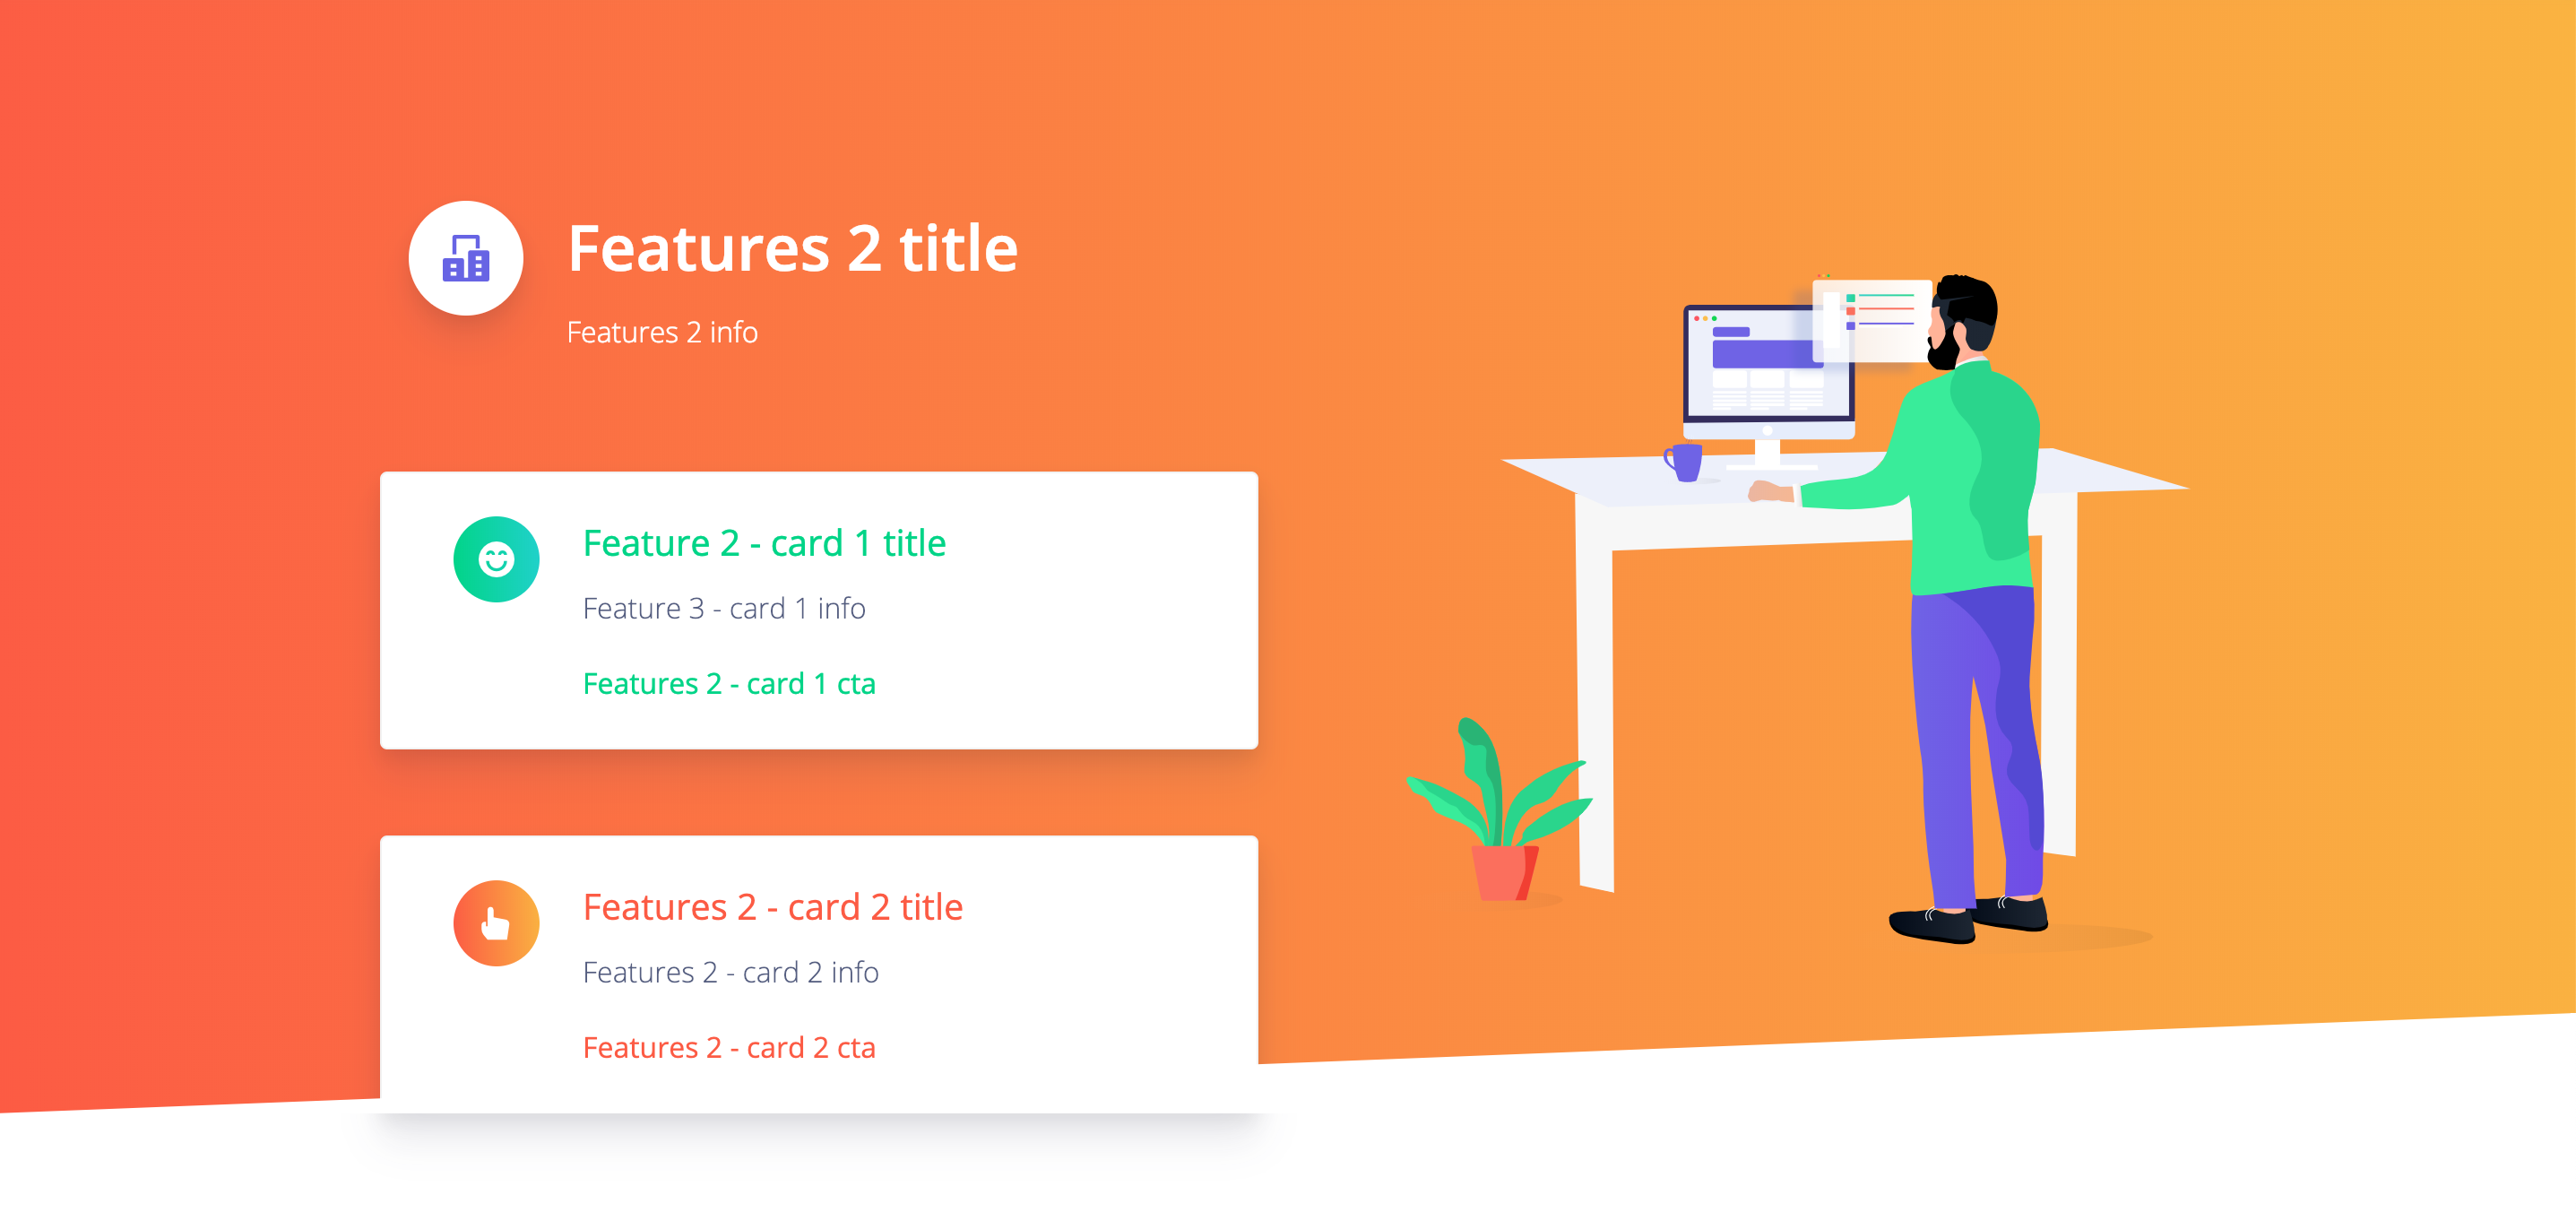 Features 2 title
Features 2 info
Feature 2 - card 1 title
Feature 3 - card 1 info
Features 2 - card 1 cta
Features 2 - card 2 title
Features 2 - card 2 info
Features 2 - card 2 cta